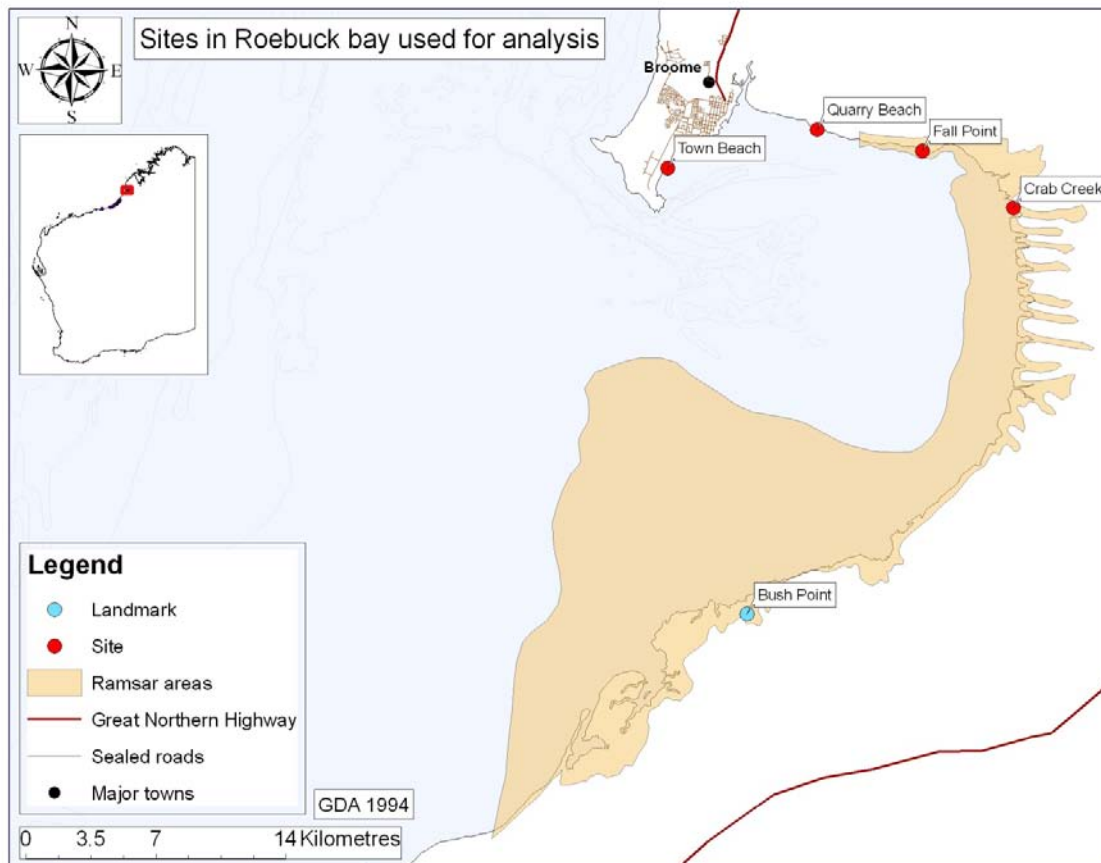 Sites in Roebuck bay used for analysis
N
W E
S
Broome
Quarry Beach
Town Beach
Fall Point
Crab Creek
Bush Point
Legend
Landmark
Site
Ramsar areas
Great Northern Highway
Sealed roads
Major towns
GDA 1994
0 3.5 7 14 Kilometres